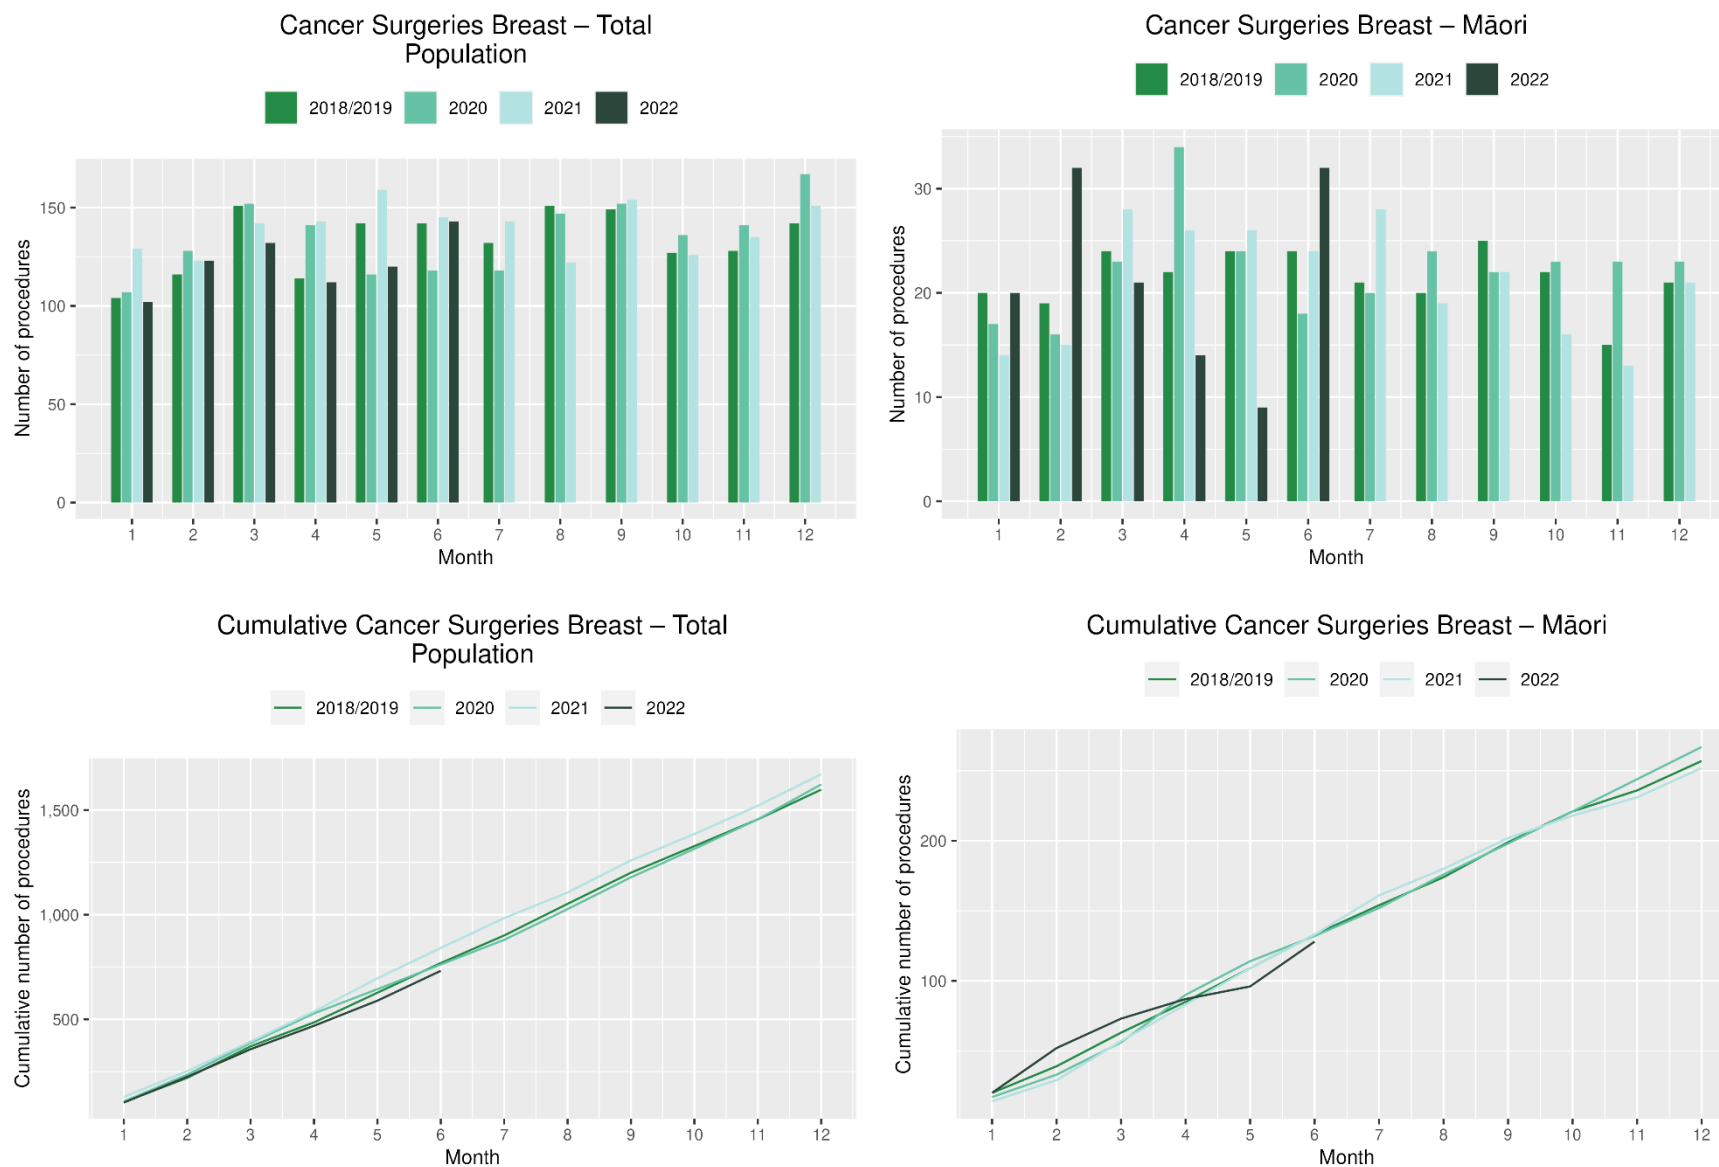 Cancer Surgeries Breast – Total
Population
2018/2019 2020 2021 2022
Number of procedures
150
100
50
0
1 2 3 4 5 6 7 8 9 10 11 12
Month
Cancer Surgeries Breast – Māori
2018/2019 2020 2021 2022
Number of procedures
30
20
10
0
1 2 3 4 5 6 7 8 9 10 11 12
Month
Cumulative Cancer Surgeries Breast – Total
Population
2018/2019 2020 2021 2022
Cumulative number of procedures
1,500
1,000
500
1 2 3 4 5 6 7 8 9 10 11 12
Month
Cumulative Cancer Surgeries Breast – Māori
2018/2019 2020 2021 2022
Cumulative number of procedures
200
100
1 2 3 4 5 6 7 8 9 10 11 12
Month